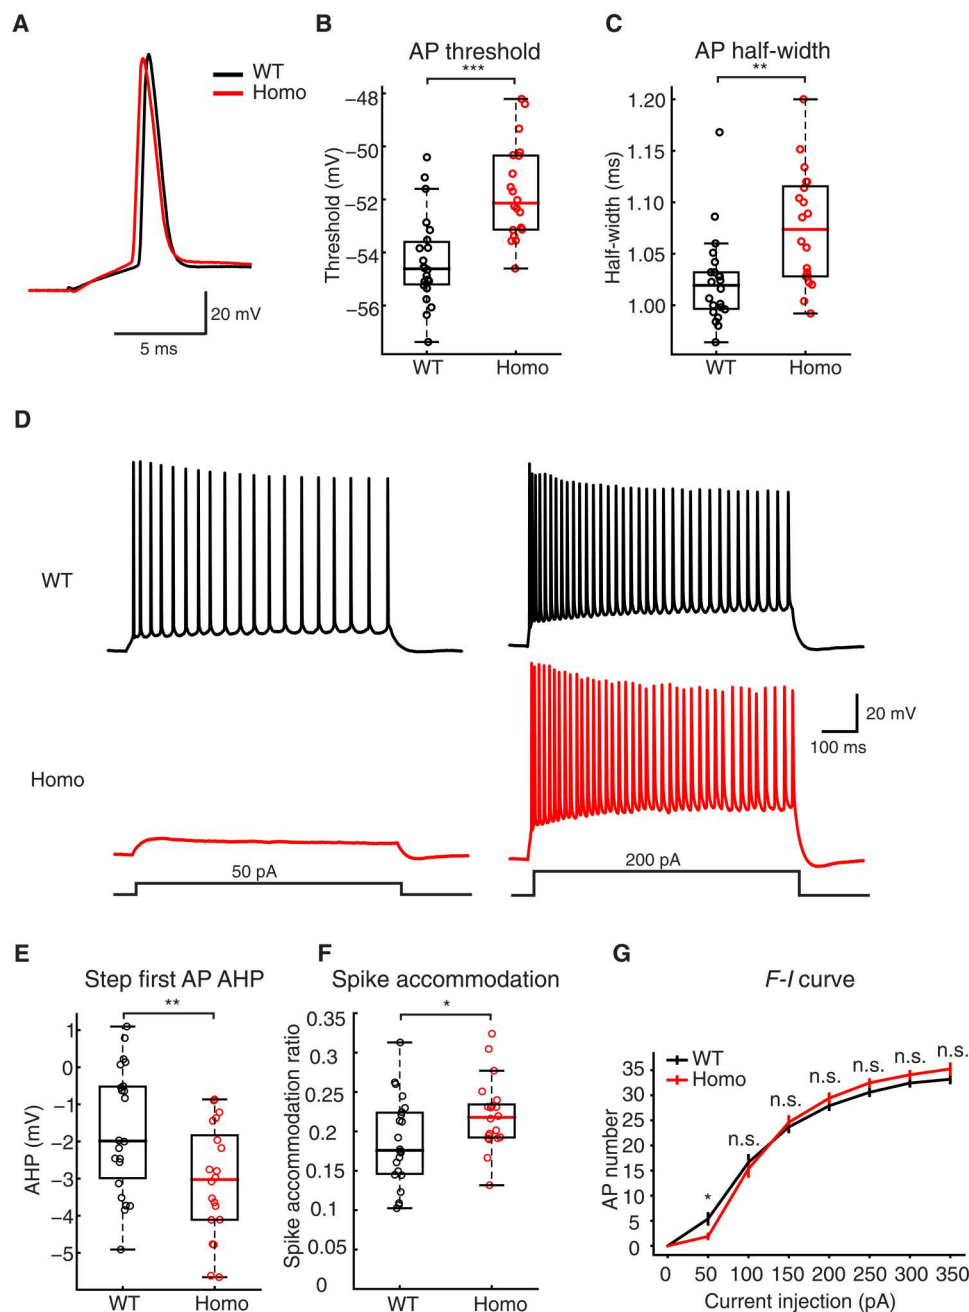 A
WT
Homo
20 mV
5 ms
B
AP threshold
***
Threshold (mV)
−48
−50
−52
−54
−56
WT
Homo
C
AP half-width
**
Half-width (ms)
1.20
1.15
1.10
1.05
1.00
WT
Homo
D
WT
20 mV
100 ms
Homo
50 pA
200 pA
E
Step first AP AHP
**
AHP (mV)
1
0
−1
−2
−3
−4
−5
WT
Homo
F
Spike accommodation
*
Spike accommodation ratio
0.35
0.3
0.25
0.2
0.15
0.1
0.05
0
WT
Homo
G
F-I curve
WT
Homo
AP number
35
30
25
20
15
10
5
0
*
n.s.
n.s.
n.s.
n.s.
n.s.
n.s.
0 50 100 150 200 250 300 350
Current injection (pA)